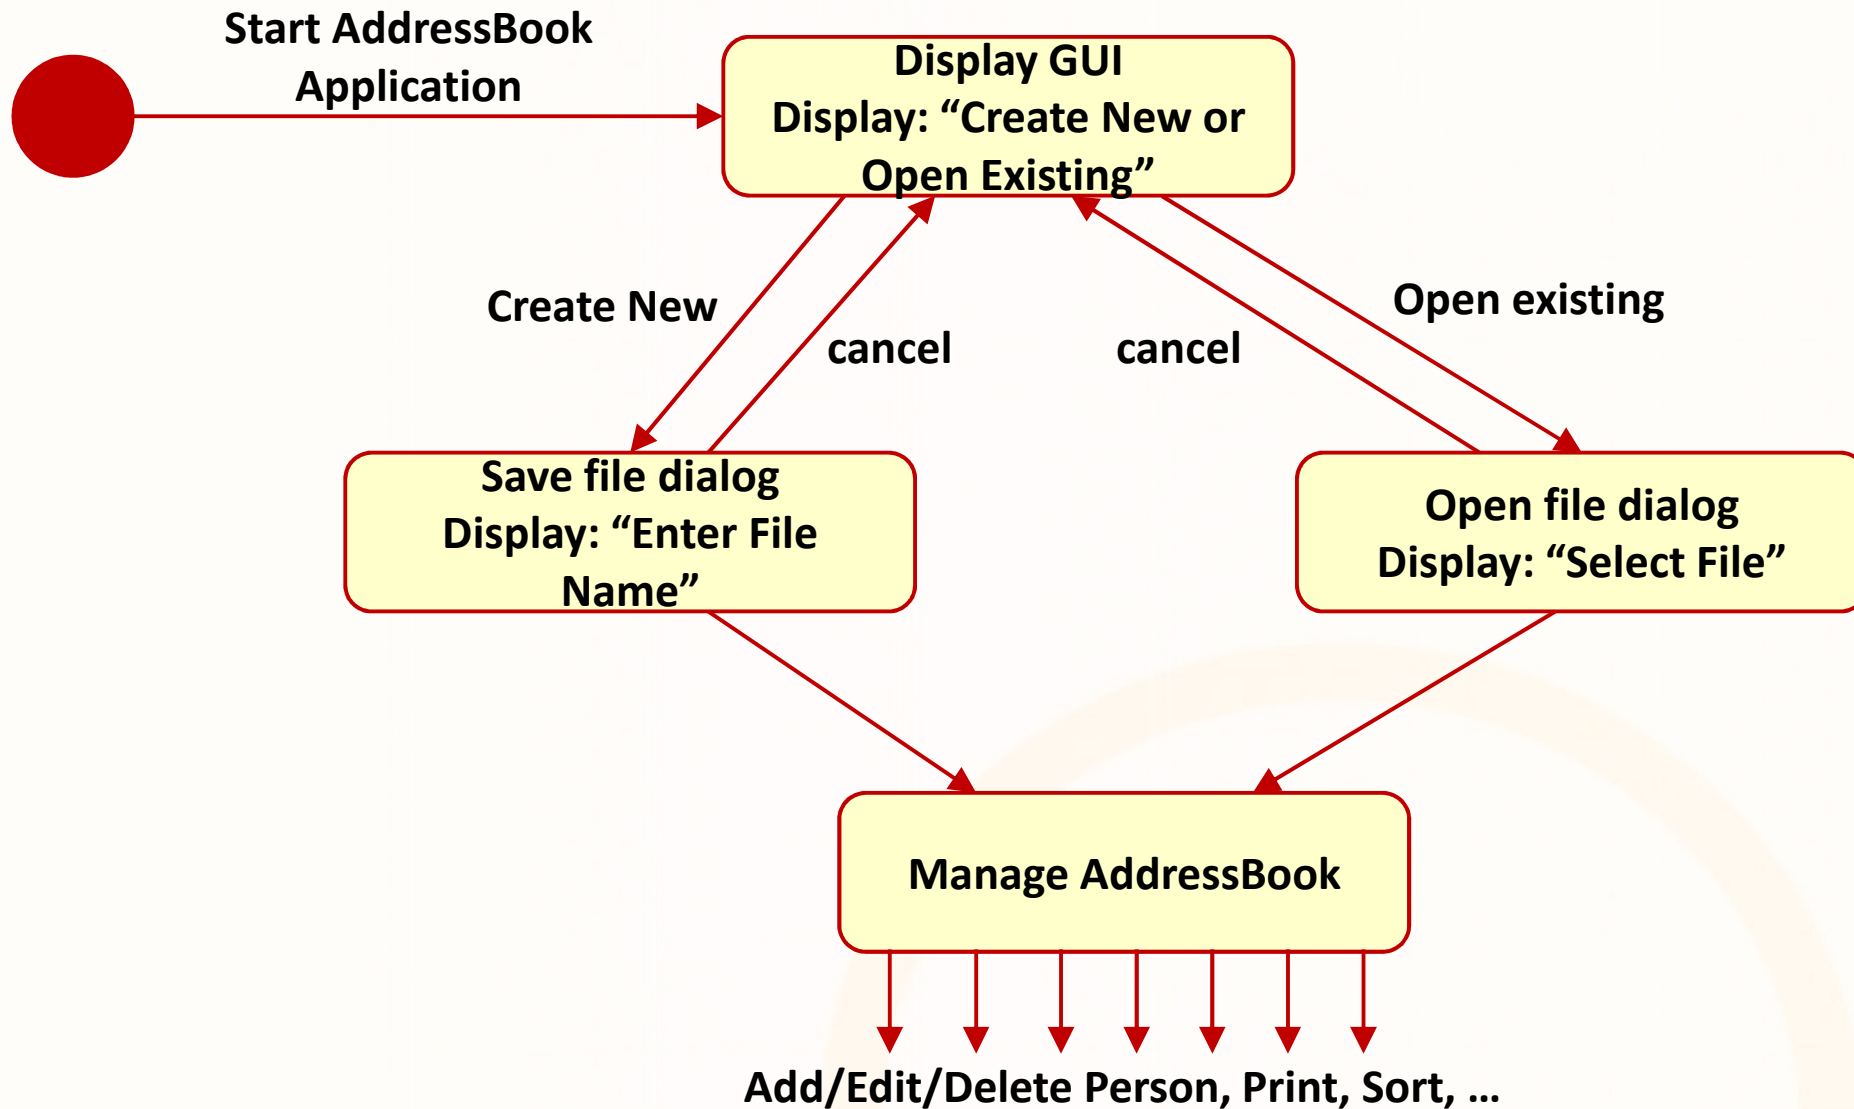 Start AddressBook
Application
Display GUI
Display: “Create New or
Open Existing”
Create New
cancel
cancel
Open existing
Save file dialog
Display: “Enter File
Name”
Open file dialog
Display: “Select File”
Manage AddressBook
Add/Edit/Delete Person, Print, Sort, ...